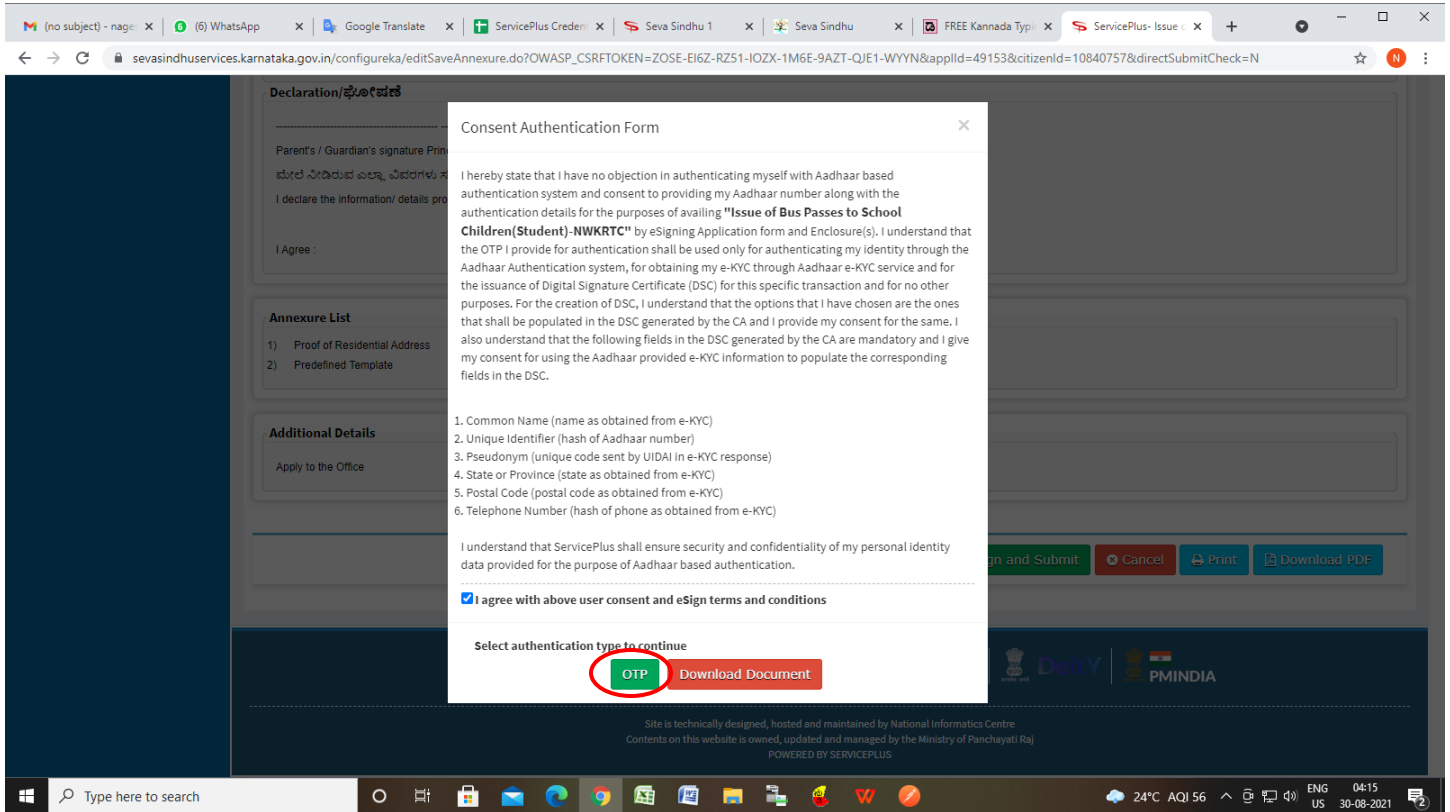 (no subject) - nage
(6) WhatsApp
Google Translate
ServicePlus Creden
Seva Sindhu 1
Seva Sindhu
FREE Kannada Typi
ServicePlus- Issue c
sevasindhuservices.karnataka.gov.in/configureka/editSaveAnnexure.do?OWASP_CSRFTOKEN=ZOSE-EI6Z-RZ51-IOZX-1M6E-9AZT-QJE1-WYYN&applId=49153&citizenId=10840757&directSubmitCheck=N
N
Declaration/ಘೋಷಣೆ
Parent's / Guardian's signature Prin
ಮೇಲೆ ನೀಡಿರುವ ಎಲ್ಲಾ ವಿವರಗಳು ಸ
I declare the information/ details pro
I Agree :
Annexure List
1) Proof of Residential Address
2) Predefined Template
Additional Details
Apply to the Office
Consent Authentication Form
I hereby state that I have no objection in authenticating myself with Aadhaar based
authentication system and consent to providing my Aadhaar number along with the
authentication details for the purposes of availing "Issue of Bus Passes to School
Children(Student)-NWKRTC" by eSigning Application form and Enclosure(s). I understand that
the OTP I provide for authentication shall be used only for authenticating my identity through the
Aadhaar Authentication system, for obtaining my e-KYC through Aadhaar e-KYC service and for
the issuance of Digital Signature Certificate (DSC) for this specific transaction and for no other
purposes. For the creation of DSC, I understand that the options that I have chosen are the ones
that shall be populated in the DSC generated by the CA and I provide my consent for the same. I
also understand that the following fields in the DSC generated by the CA are mandatory and I give
my consent for using the Aadhaar provided e-KYC information to populate the corresponding
fields in the DSC.
1. Common Name (name as obtained from e-KYC)
2. Unique Identifier (hash of Aadhaar number)
3. Pseudonym (unique code sent by UIDAI in e-KYC response)
4. State or Province (state as obtained from e-KYC)
5. Postal Code (postal code as obtained from e-KYC)
6. Telephone Number (hash of phone as obtained from e-KYC)
I understand that ServicePlus shall ensure security and confidentiality of my personal identity
data provided for the purpose of Aadhaar based authentication.
I agree with above user consent and eSign terms and conditions
Select authentication type to continue
OTP Download Document
gn and Submit Cancel Print Download PDF
DeitY PMINDIA
Site is technically designed, hosted and maintained by National Informatics Centre
Contents on this website is owned, updated and managed by the Ministry of Panchayati Raj
POWERED BY SERVICEPLUS
Type here to search
24°C AQI 56
ENG
US
04:15
30-08-2021
2